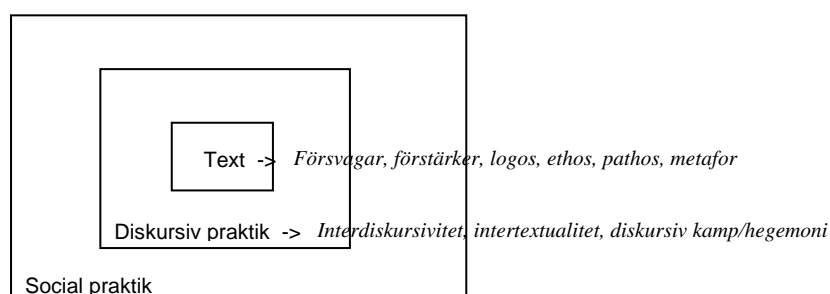 Text -> Försvagar, förstärker, logos, ethos, pathos, metafor
Diskursiv praktik -> Interdiskursivitet, intertextualitet, diskursiv kamp/hegemoni
Social praktik